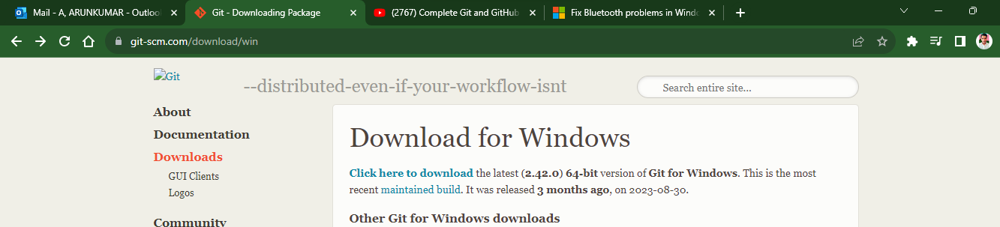 Mail - A, ARUNKUMAR - Outloo
Git - Downloading Package
(2767) Complete Git and GitHub
Fix Bluetooth problems in Windo
git-scm.com/download/win
Git
--distributed-even-if-your-workflow-isnt
Search entire site...
About
Documentation
Downloads
GUI Clients
Logos
Community
Download for Windows
Click here to download the latest (2.42.0) 64-bit version of Git for Windows. This is the most
recent maintained build. It was released 3 months ago, on 2023-08-30.
Other Git for Windows downloads